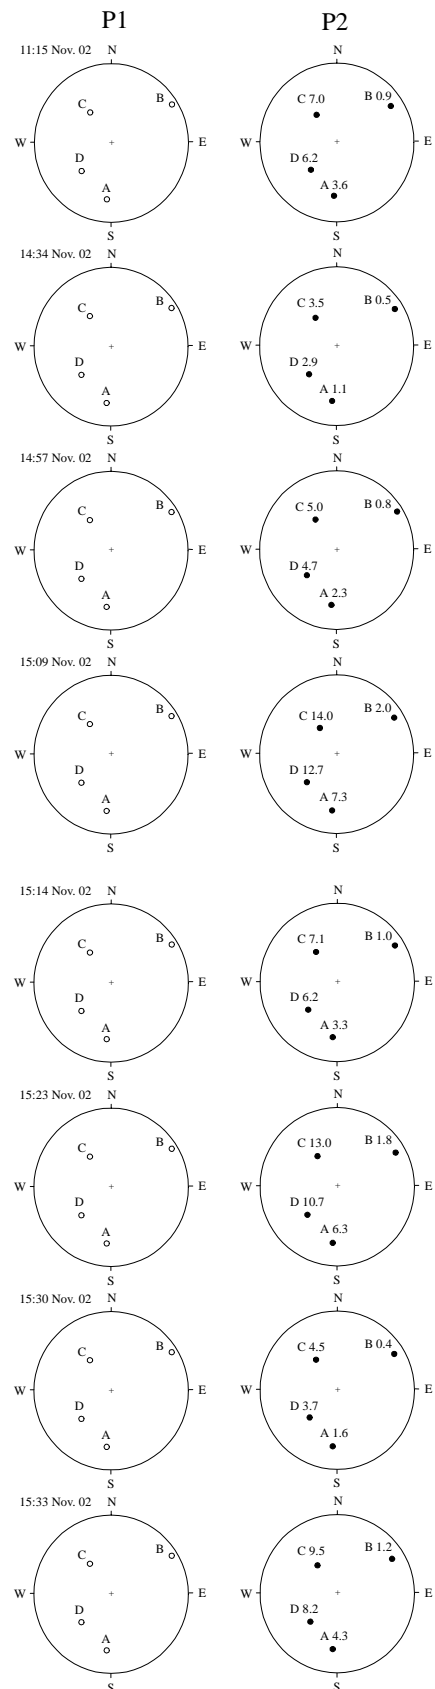 P1 P2
11:15 Nov. 02 N N
C B C 7.0 B 0.9
W E W E
D D 6.2
A A 3.6
S S
14:34 Nov. 02 N N
C B C 3.5 B 0.5
W E W E
D D 2.9
A A 1.1
S S
14:57 Nov. 02 N N
C B C 5.0 B 0.8
W E W E
D D 4.7
A A 2.3
S S
15:09 Nov. 02 N N
C B C 14.0 B 2.0
W E W E
D D 12.7
A A 7.3
S S
15:14 Nov. 02 N N
C B C 7.1 B 1.0
W E W E
D D 6.2
A A 3.3
S S
15:23 Nov. 02 N N
C B C 13.0 B 1.8
W E W E
D D 10.7
A A 6.3
S S
15:30 Nov. 02 N N
C B C 4.5 B 0.4
W E W E
D D 3.7
A A 1.6
S S
15:33 Nov. 02 N N
C B C 9.5 B 1.2
W E W E
D D 8.2
A A 4.3
S S